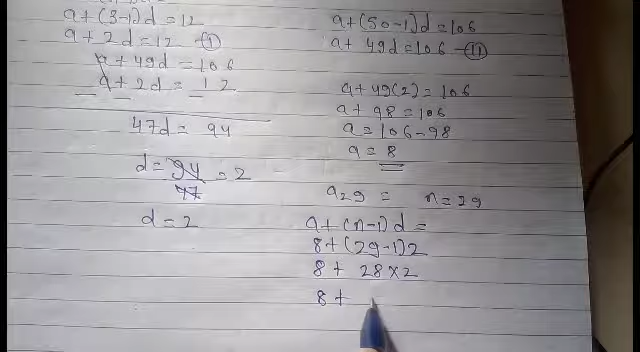 a+(3-1)d=12
a+2d=12 -①
a+49d=106
a+2d= 12
47d= 94
d=94/47=2
d=2
a+(50-1)d=106
a+ 49d=106 -⑪
a+49(2)=106
a+98=106
a=106-98
a=8
a29= n=29
a+(n-1)d=
8+(29-1)2
8+ 28×2
8+